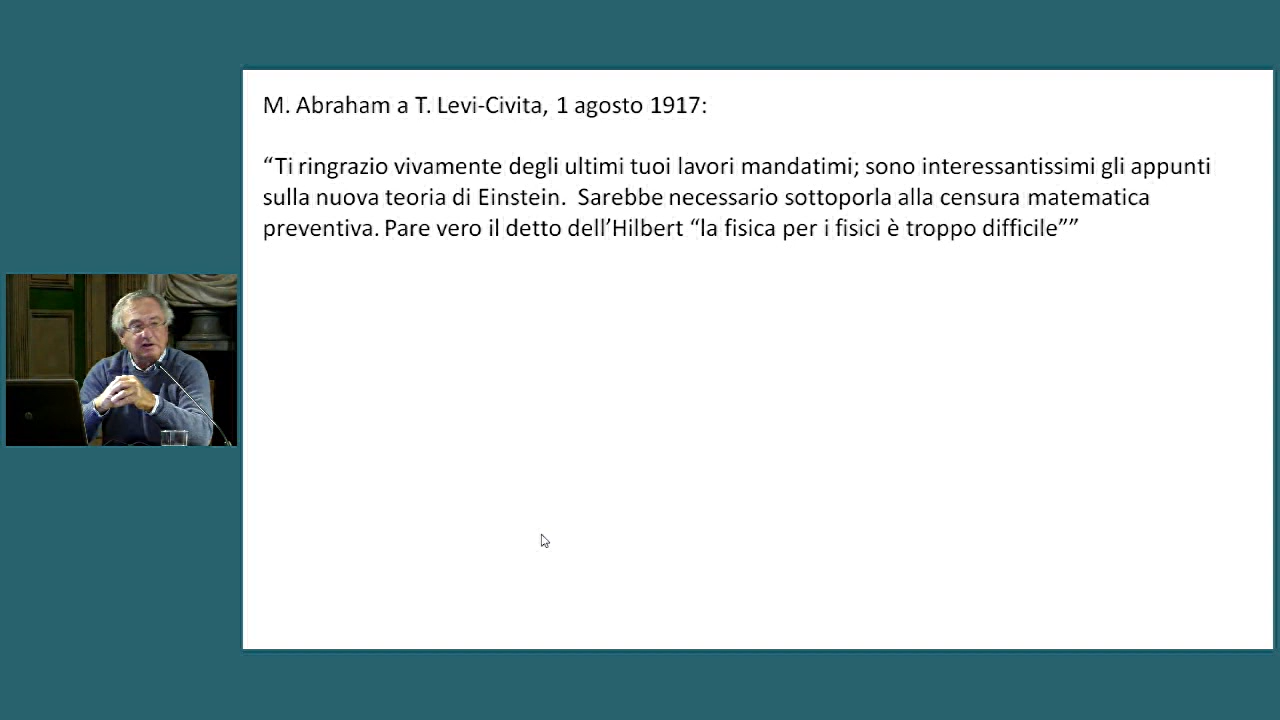 M. Abraham a T. Levi-Civita, 1 agosto 1917:
“Ti ringrazio vivamente degli ultimi tuoi lavori mandatimi; sono interessantissimi gli appunti
sulla nuova teoria di Einstein.  Sarebbe necessario sottoporla alla censura matematica
preventiva. Pare vero il detto dell’Hilbert “la fisica per i fisici è troppo difficile””